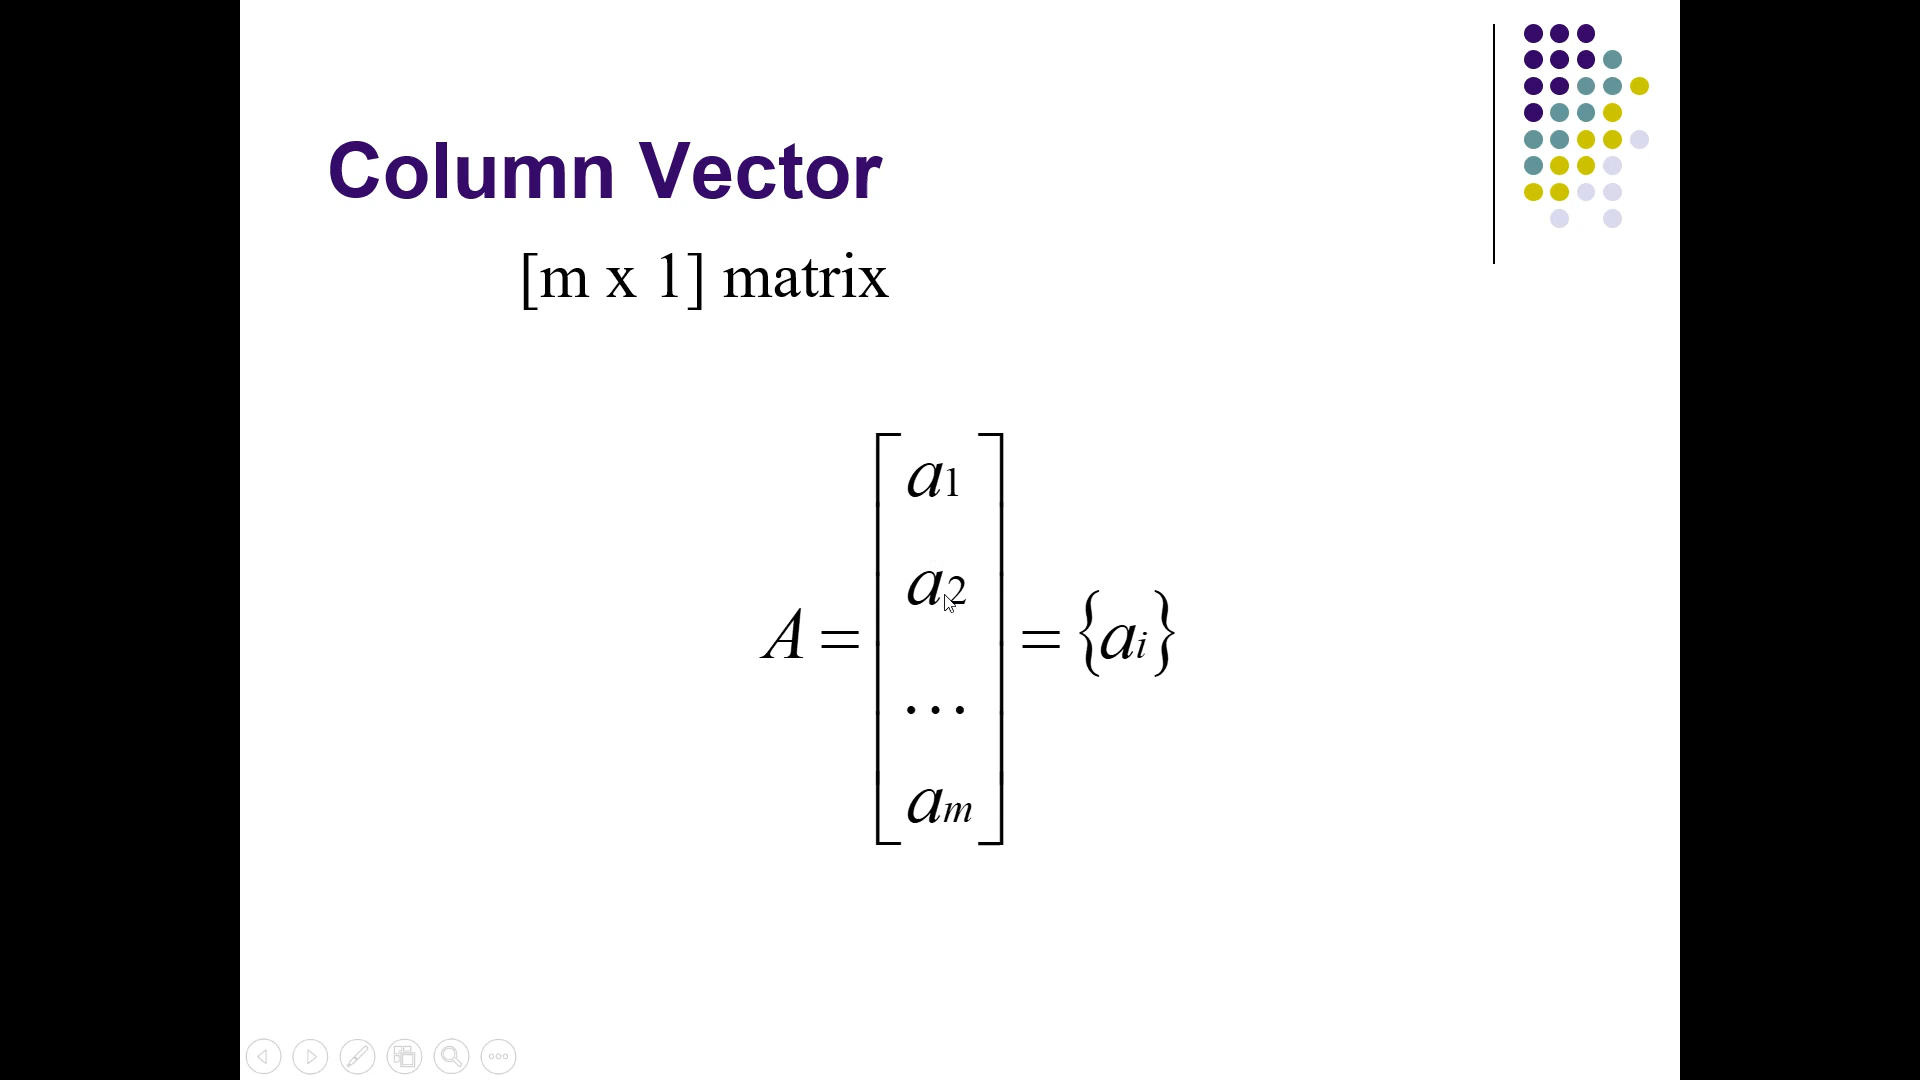 Column Vector
[m x 1] matrix
a1
a2
A = [ ] = {ai}
...
am